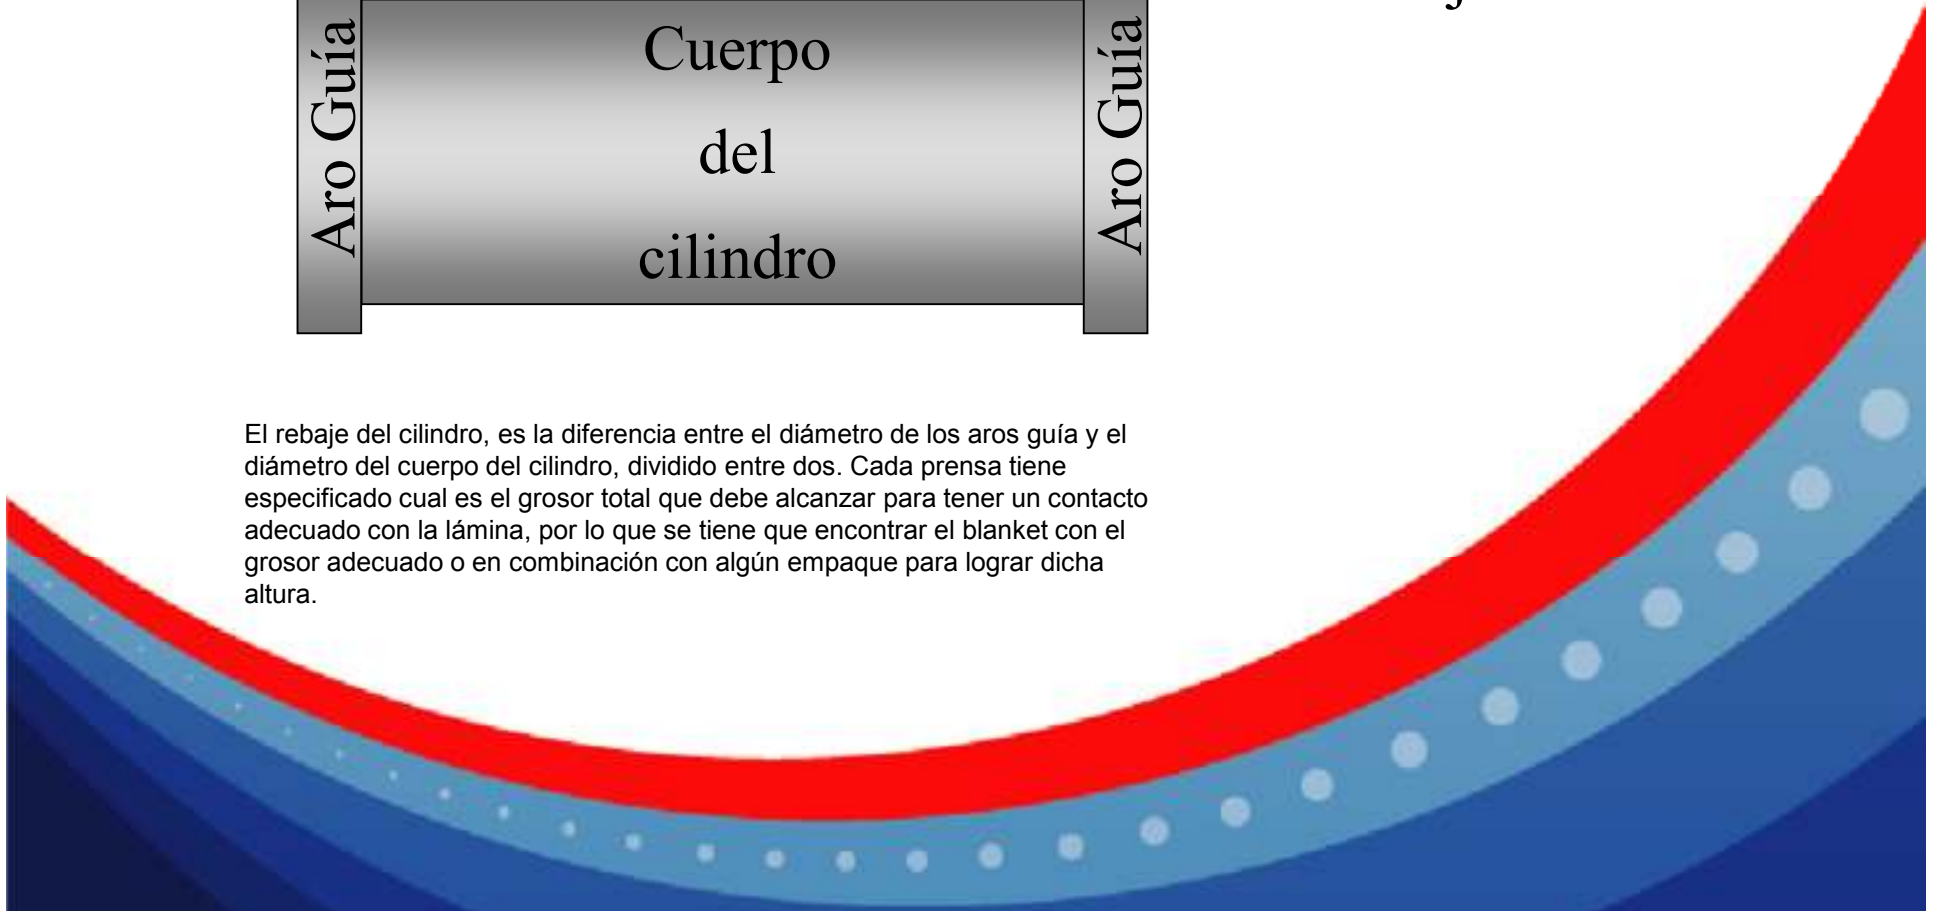 Aro Guía
Cuerpo
del
cilindro
Aro Guía
El rebaje del cilindro, es la diferencia entre el diámetro de los aros guía y el
diámetro del cuerpo del cilindro, dividido entre dos. Cada prensa tiene
especificado cual es el grosor total que debe alcanzar para tener un contacto
adecuado con la lámina, por lo que se tiene que encontrar el blanket con el
grosor adecuado o en combinación con algún empaque para lograr dicha
altura.